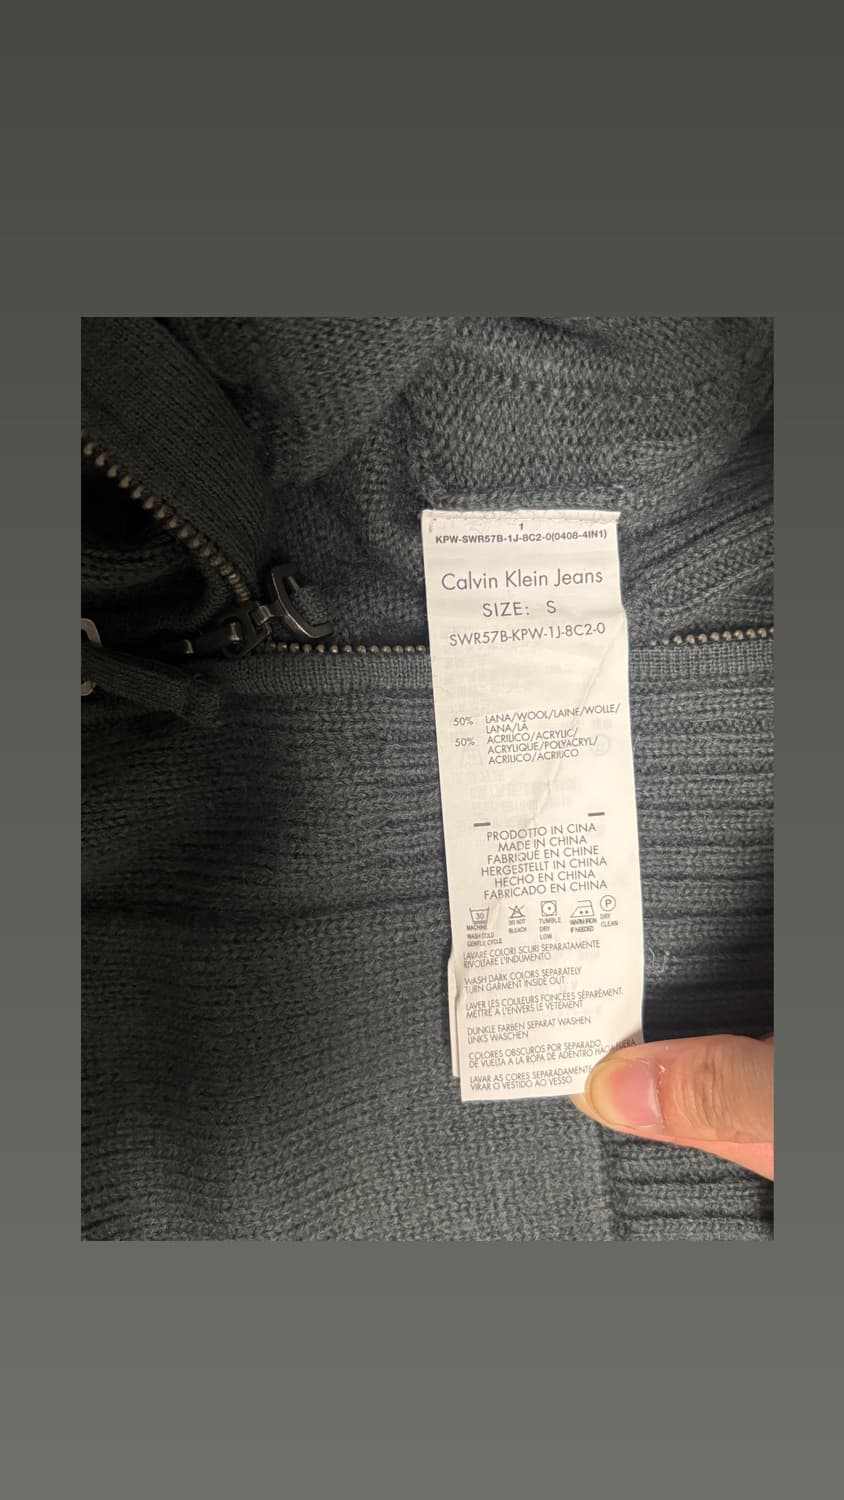 1
KPW-SWR57B-1J-8C2-0(0408-4IN1)
Calvin Klein Jeans
SIZE: S
SWR57B-KPW-1J-8C2-0
50% LANA/WOOL/LAINE/WOLLE/
LANA/LÃ
50% ACRILICO/ACRYLIC/
ACRYLIQUE/POLYACRYL/
ACRILICO/ACRILICO
PRODOTTO IN CINA
MADE IN CHINA
FABRIQUÉ EN CHINE
HERGESTELLT IN CHINA
HECHO EN CHINA
FABRICADO EN CHINA
30
MACHINE
WASH COLD
GENTLE CYCLE
DO NOT
BLEACH
TUMBLE
DRY
LOW
WARM IRON
IF NEEDED
P
DRY
CLEAN
LAVARE COLORI SCURI SEPARATAMENTE
RIVOLTARE L'INDUMENTO
WASH DARK COLORS SEPARATELY
TURN GARMENT INSIDE OUT
LAVER LES COULEURS FONCÉES SÉPARÉMENT.
METTRE À L'ENVERS LE VÊTEMENT
DUNKLE FARBEN SEPARAT WASHEN
LINKS WASCHEN
COLORES OBSCUROS POR SEPARADO
DE VUELTA A LA ROPA DE ADENTRO HACIA FUERA
LAVAR AS CORES SEPARADAMENTE
VIRAR O VESTIDO AO VESSO